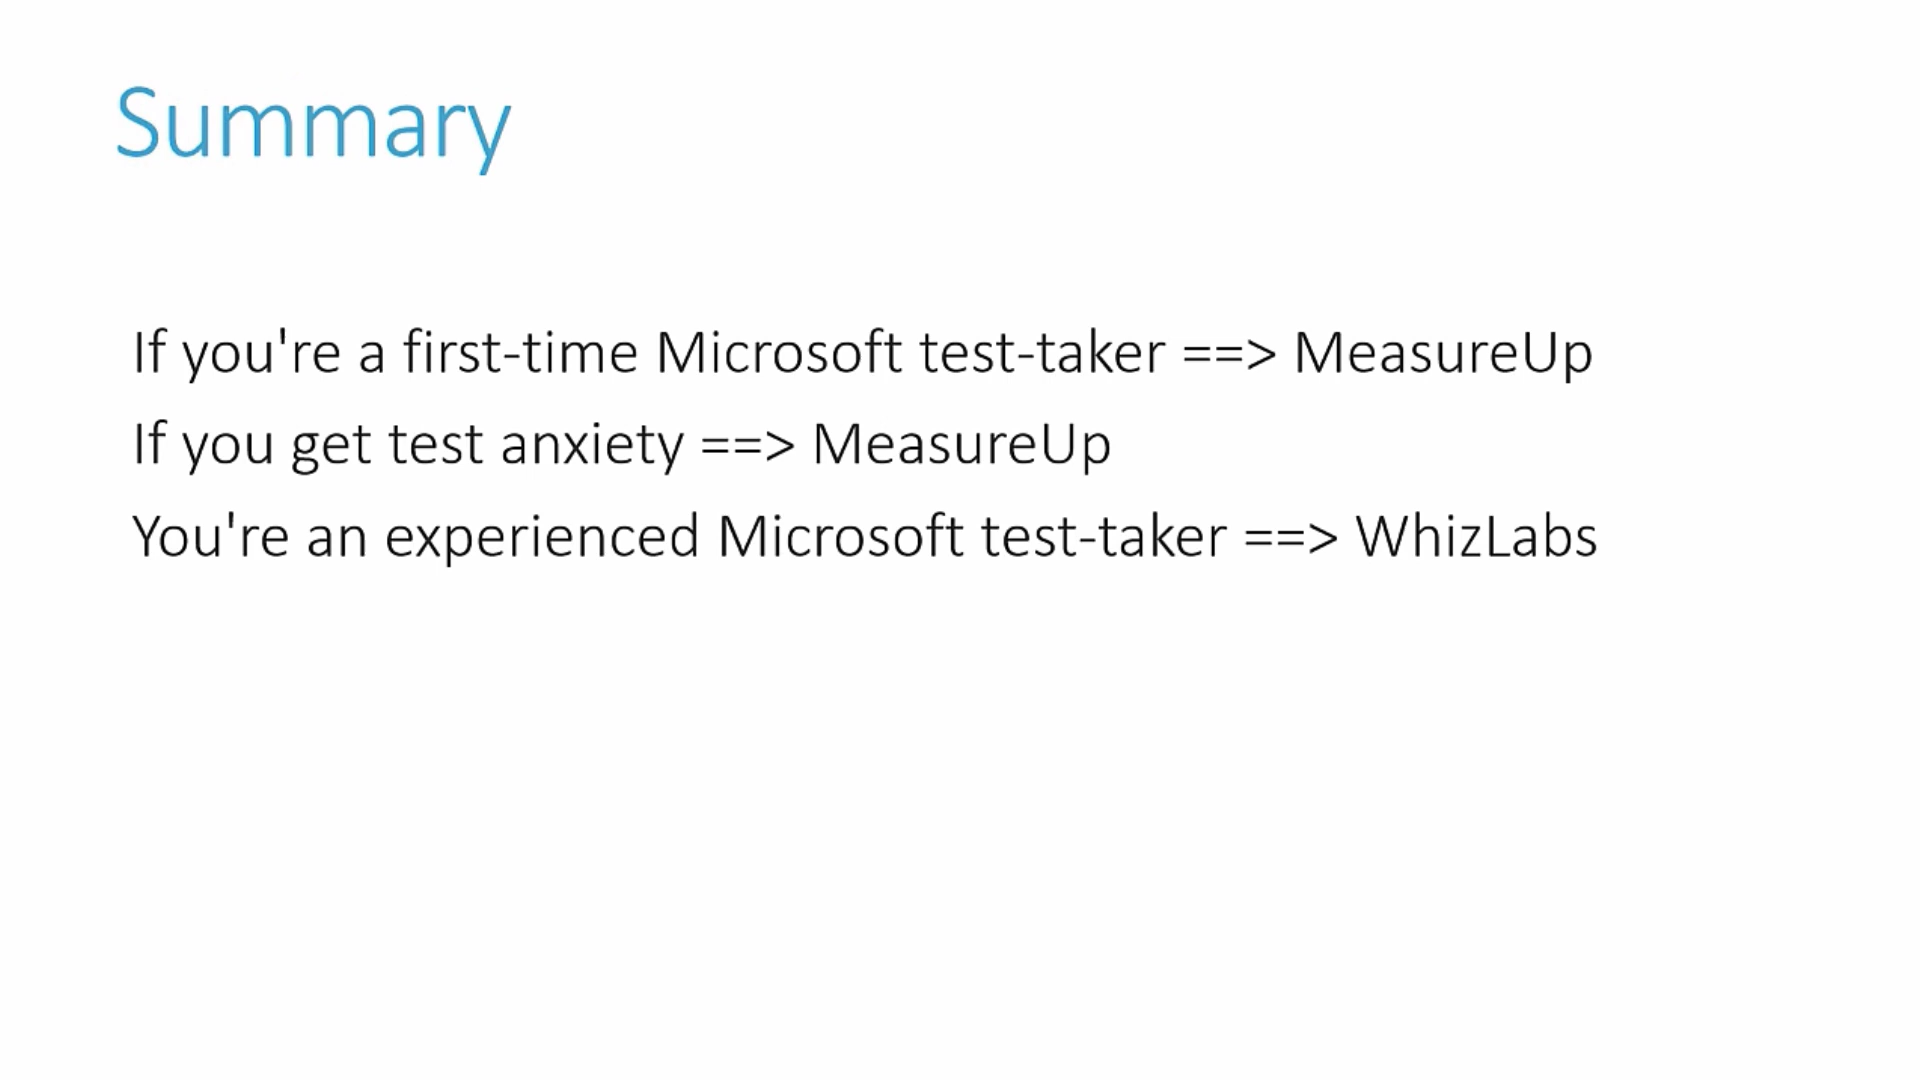 Summary
If you're a first-time Microsoft test-taker ==> MeasureUp
If you get test anxiety ==> MeasureUp
You're an experienced Microsoft test-taker ==> WhizLabs